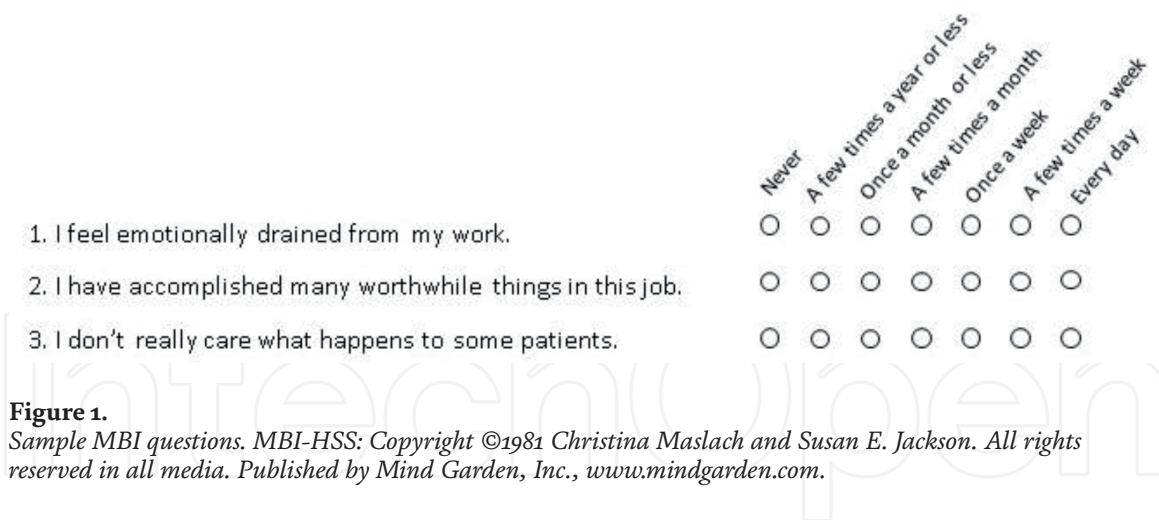 Never
A few times a year or less
Once a month or less
A few times a month
Once a week
A few times a week
Every day
1. I feel emotionally drained from my work.
2. I have accomplished many worthwhile things in this job.
3. I don't really care what happens to some patients.
IntechOpen
Figure 1.
Sample MBI questions. MBI-HSS: Copyright ©1981 Christina Maslach and Susan E. Jackson. All rights
reserved in all media. Published by Mind Garden, Inc., www.mindgarden.com.